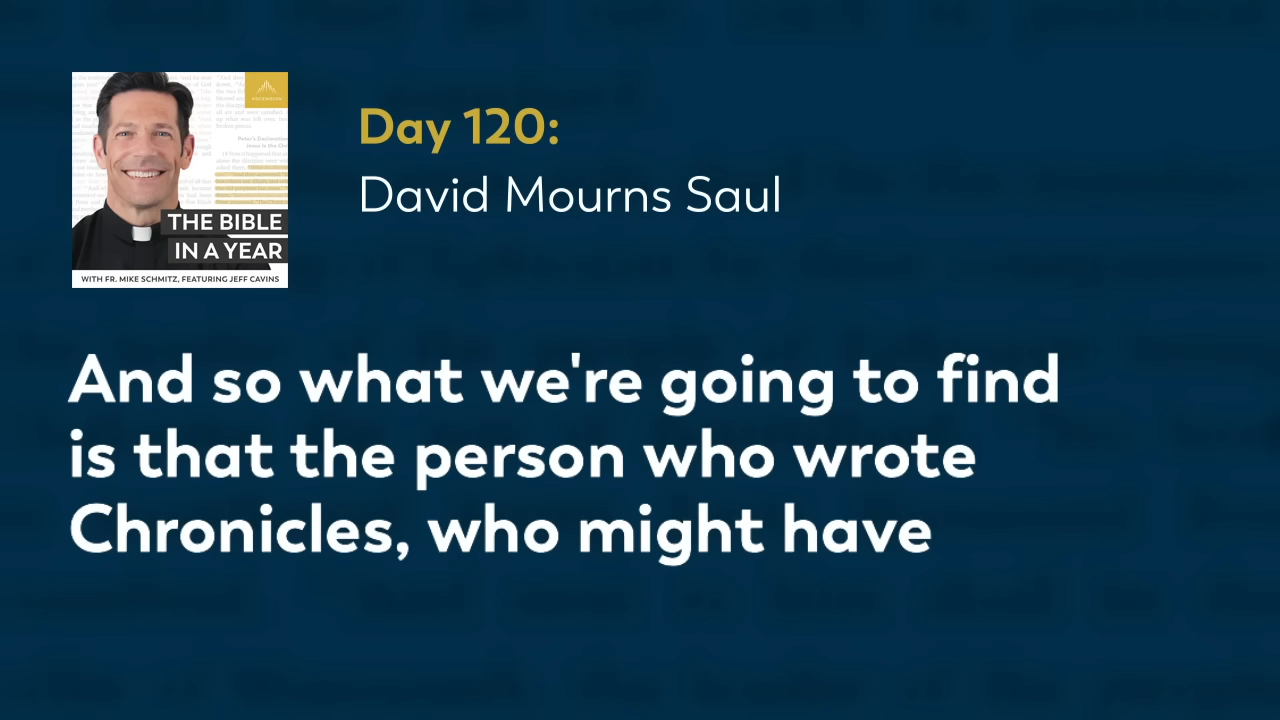 ASCENSION
THE BIBLE
IN A YEAR
WITH FR. MIKE SCHMITZ, FEATURING JEFF CAVINS
Day 120:
David Mourns Saul
And so what we're going to find
is that the person who wrote
Chronicles, who might have